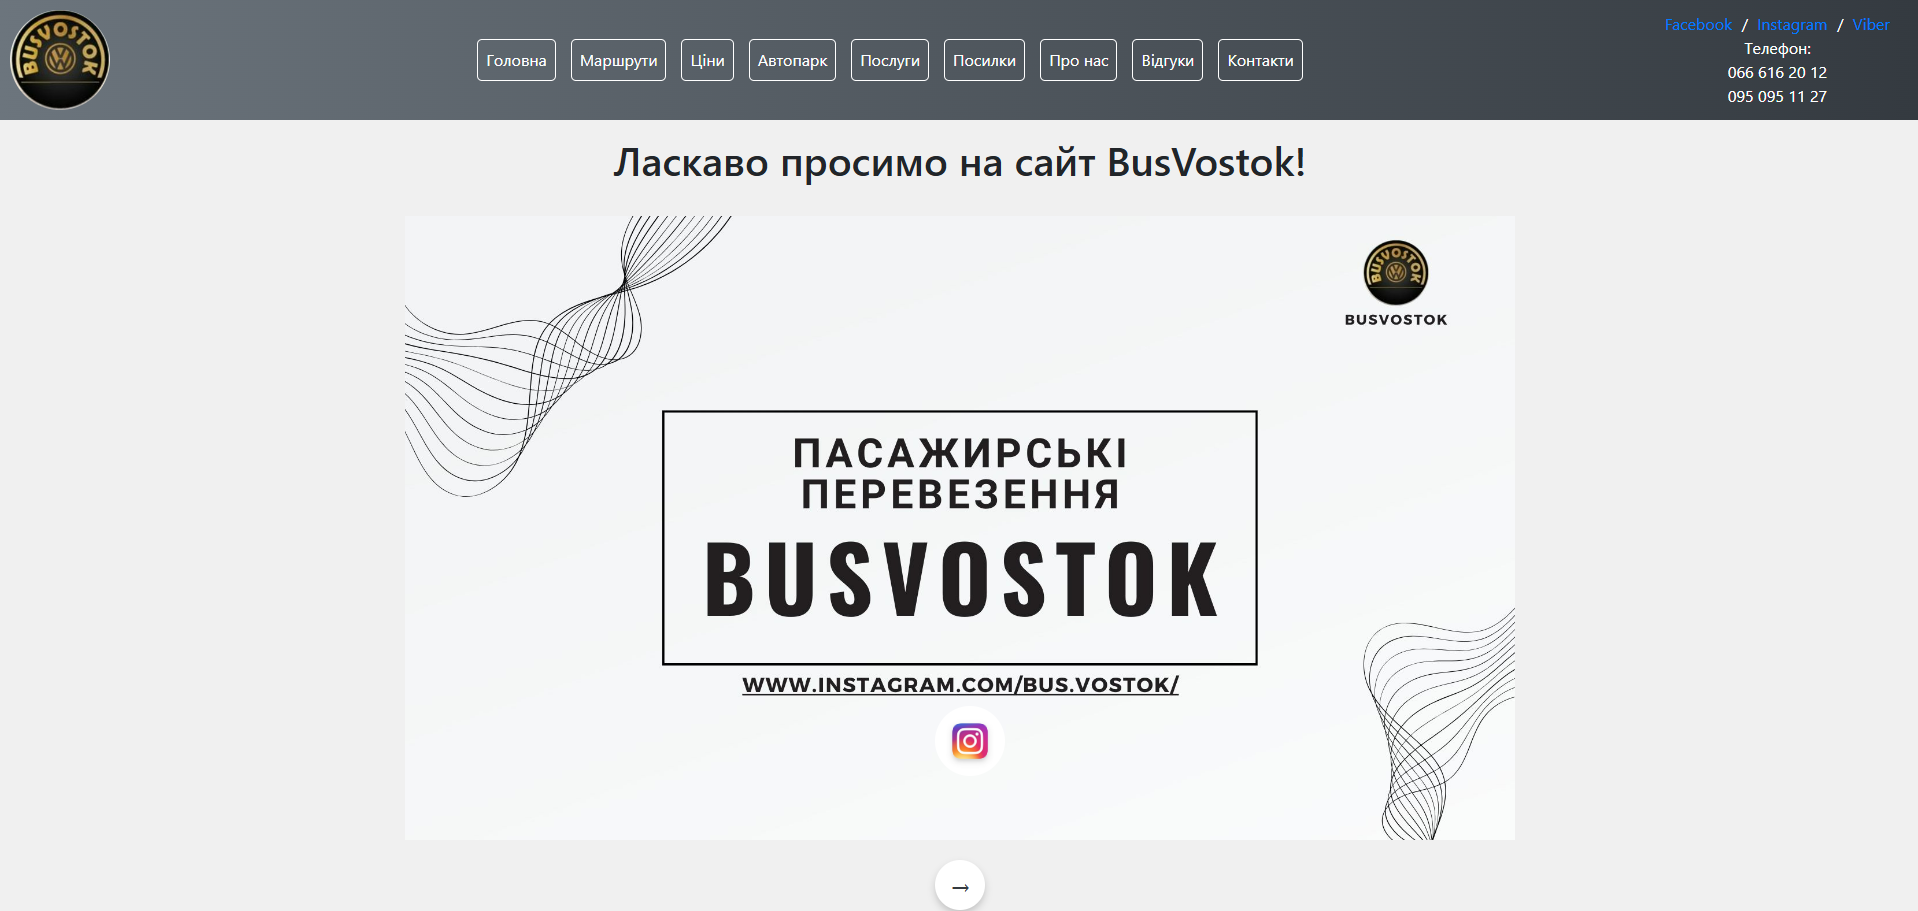 BUSVOSTOK
Головна
Маршрути
Ціни
Автопарк
Послуги
Посилки
Про нас
Відгуки
Контакти
Facebook / Instagram / Viber
Телефон:
066 616 20 12
095 095 11 27
Ласкаво просимо на сайт BusVostok!
BUSVOSTOK
BUSVOSTOK
ПАСАЖИРСЬКІ
ПЕРЕВЕЗЕННЯ
BUSVOSTOK
WWW.INSTAGRAM.COM/BUS.VOSTOK/
→